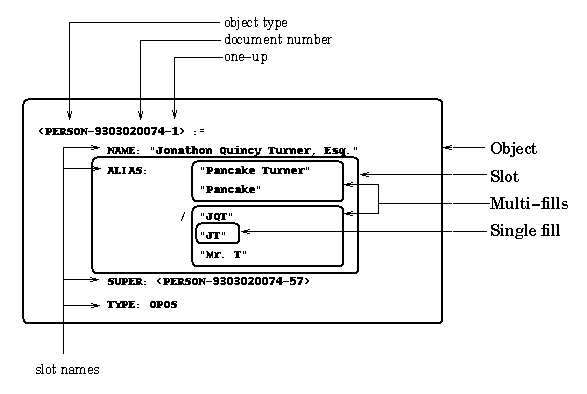 object type
document number
one-up
<PERSON-9303020074-1> :=
NAME: "Jonathon Quincy Turner, Esq."
Object
ALIAS: "Pancake Turner"
Slot
"Pancake"
Multi-fills
/ "JQT"
"JT"
Single fill
"Mr. T"
SUPER: <PERSON-9303020074-57>
TYPE: OPOS
slot names